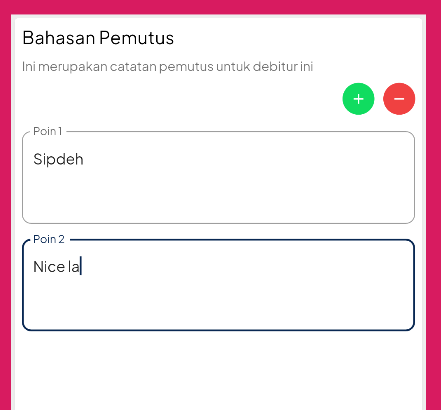 Bahasan Pemutus
Ini merupakan catatan pemutus untuk debitur ini
+ −
Poin 1
Sipdeh
Poin 2
Nice la